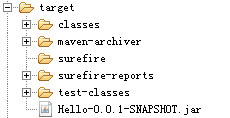 target
classes
maven-archiver
surefire
surefire-reports
test-classes
Hello-0.0.1-SNAPSHOT.jar